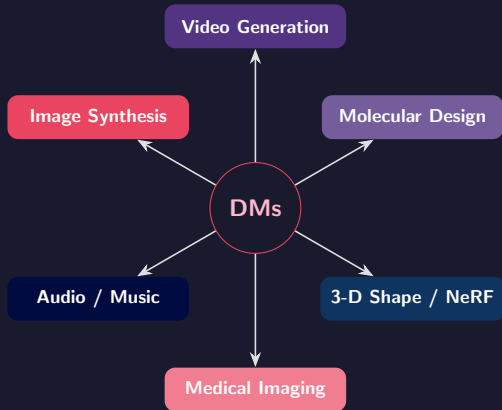 Video Generation
Image Synthesis
Molecular Design
DMs
Audio / Music
3-D Shape / NeRF
Medical Imaging